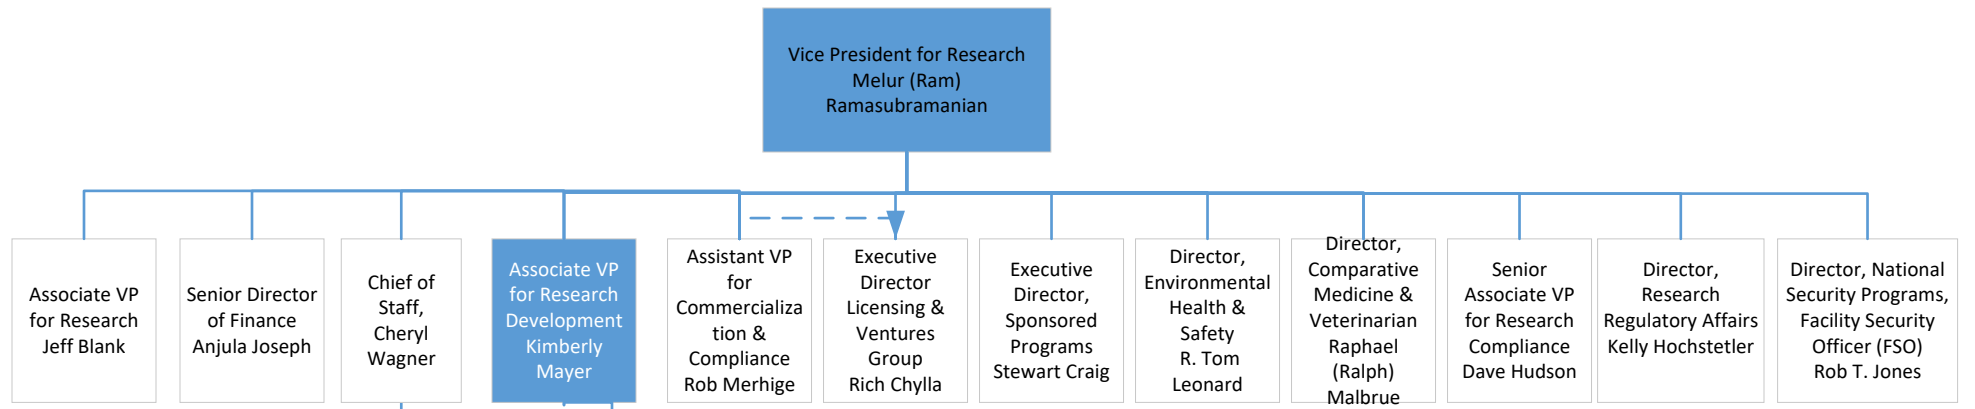 Vice President for Research
Melur (Ram)
Ramasubramanian
Associate VP
for Research
Jeff Blank
Senior Director
of Finance
Anjula Joseph
Chief of
Staff,
Cheryl
Wagner
Associate VP
for Research
Development
Kimberly
Mayer
Assistant VP
for
Commercializa
tion &
Compliance
Rob Merhige
Executive
Director
Licensing &
Ventures
Group
Rich Chylla
Executive
Director,
Sponsored
Programs
Stewart Craig
Director,
Environmental
Health &
Safety
R. Tom
Leonard
Director,
Comparative
Medicine &
Veterinarian
Raphael
(Ralph)
Malbrue
Senior
Associate VP
for Research
Compliance
Dave Hudson
Director,
Research
Regulatory Affairs
Kelly Hochstetler
Director, National
Security Programs,
Facility Security
Officer (FSO)
Rob T. Jones